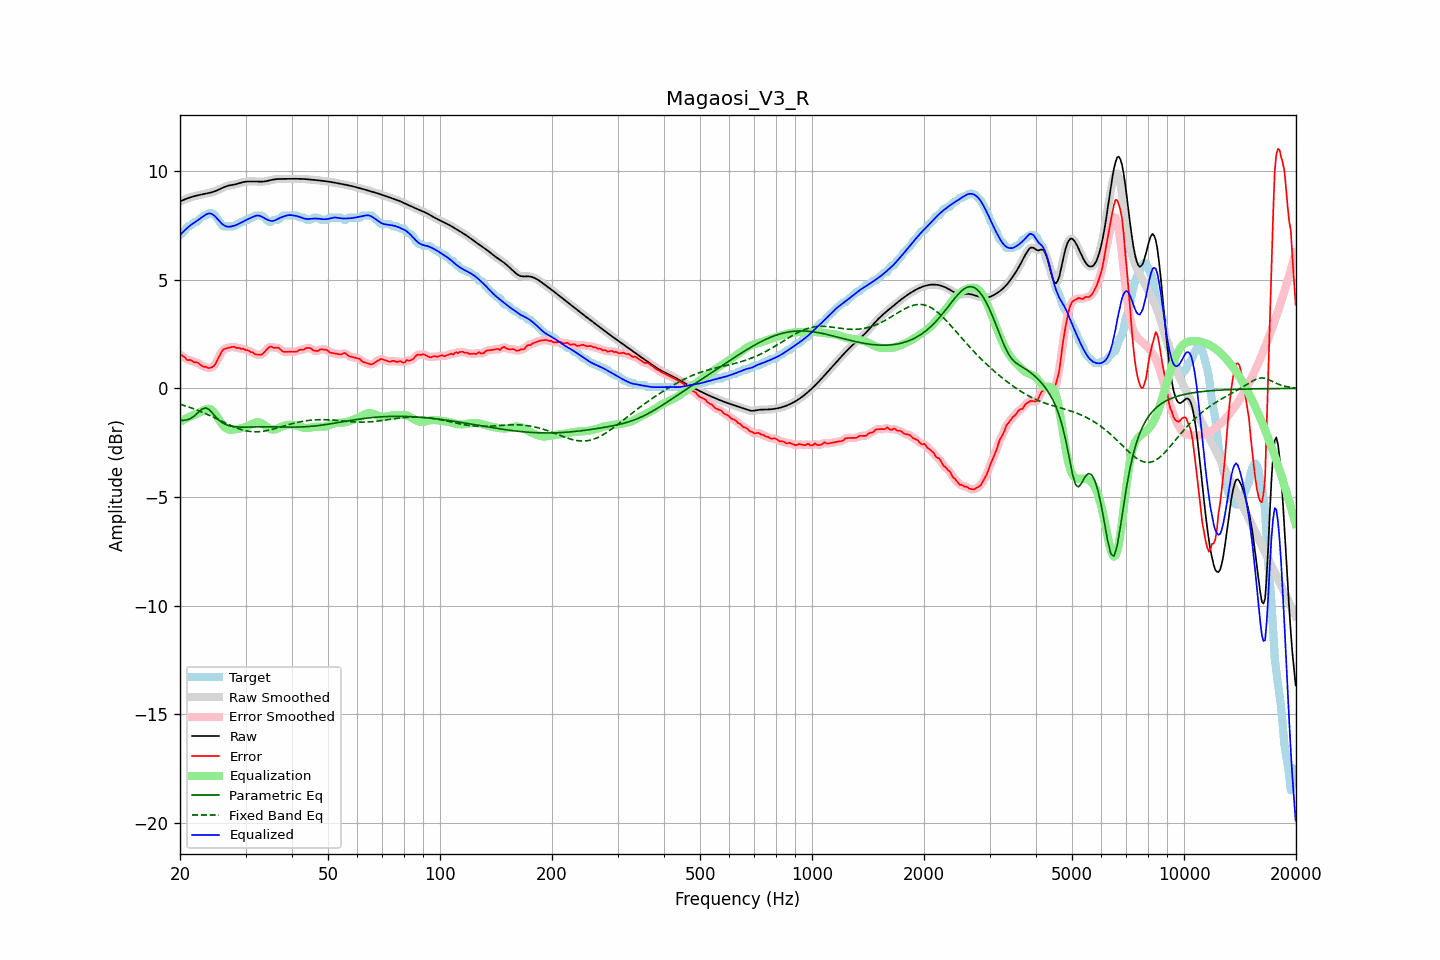 Magaosi_V3_R
10
5
0
−5
−10
−15
−20
Amplitude (dBr)
Target
Raw Smoothed
Error Smoothed
Raw
Error
Equalization
Parametric Eq
Fixed Band Eq
Equalized
20 50 100 200 500 1000 2000 5000 10000 20000
Frequency (Hz)